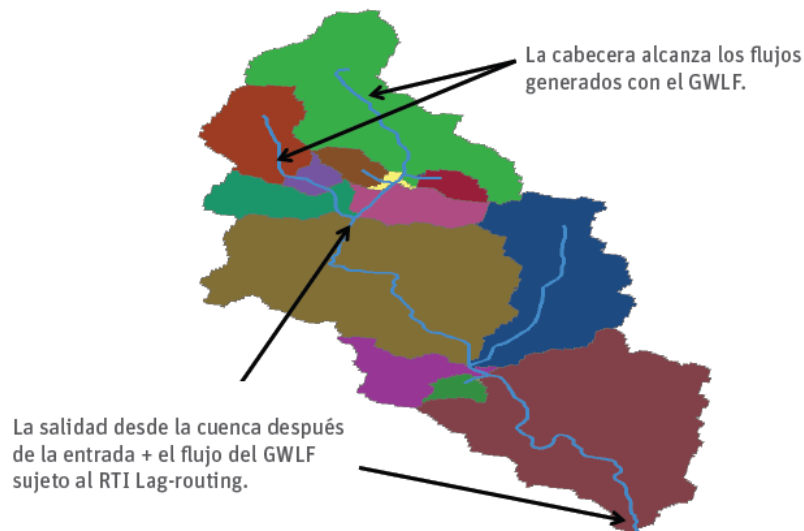 La cabecera alcanza los flujos
generados con el GWLF.
La salidad desde la cuenca después
de la entrada + el flujo del GWLF
sujeto al RTI Lag-routing.